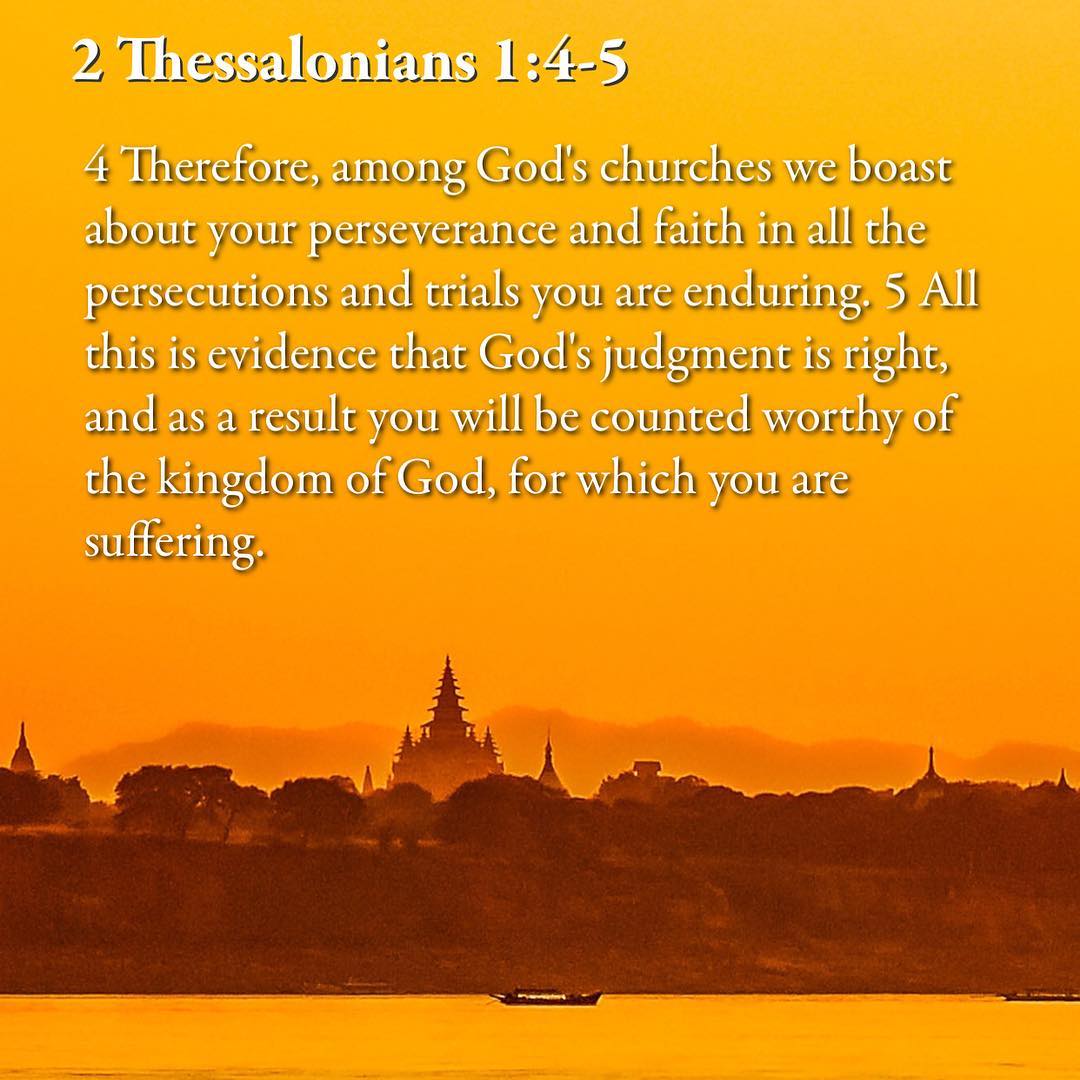 2 Thessalonians 1:4-5
4 Therefore, among God's churches we boast
about your perseverance and faith in all the
persecutions and trials you are enduring. 5 All
this is evidence that God's judgment is right,
and as a result you will be counted worthy of
the kingdom of God, for which you are
suffering.